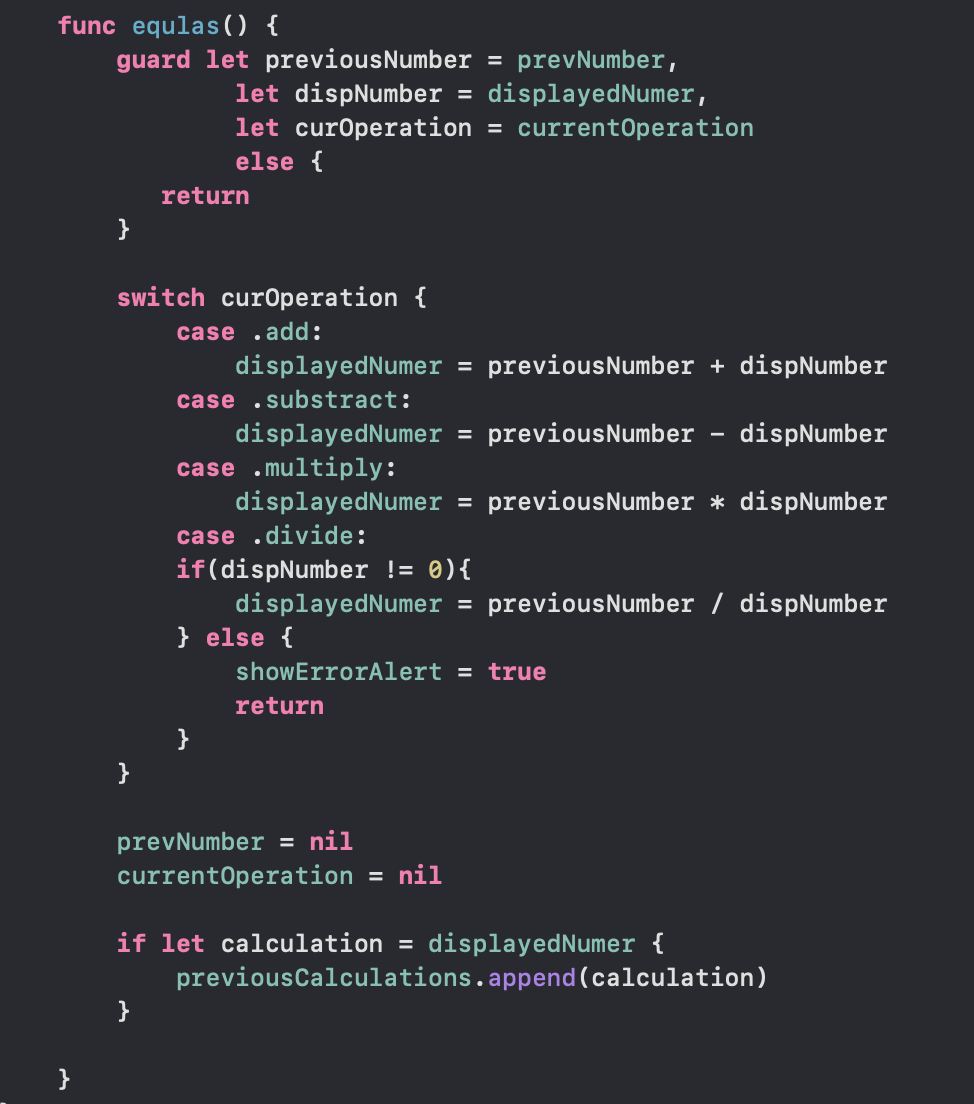 func equlas() {
guard let previousNumber = prevNumber,
let dispNumber = displayedNumer,
let curOperation = currentOperation
else {
return
}
switch curOperation {
case .add:
displayedNumer = previousNumber + dispNumber
case .substract:
displayedNumer = previousNumber - dispNumber
case .multiply:
displayedNumer = previousNumber * dispNumber
case .divide:
if(dispNumber != 0){
displayedNumer = previousNumber / dispNumber
} else {
showErrorAlert = true
return
}
}
prevNumber = nil
currentOperation = nil
if let calculation = displayedNumer {
previousCalculations.append(calculation)
}
}